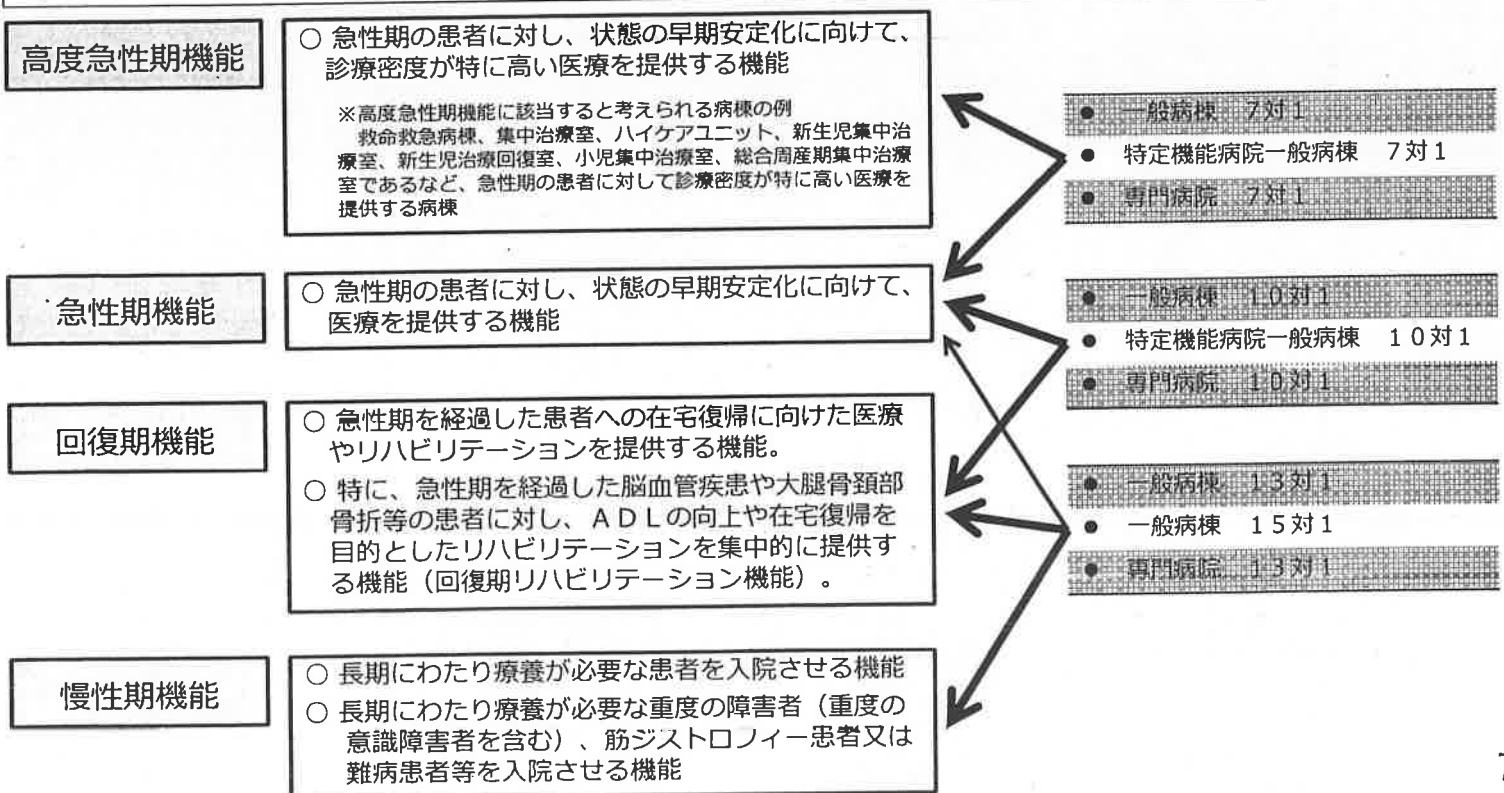 高度急性期機能
○ 急性期の患者に対し、状態の早期安定化に向けて、
診療密度が特に高い医療を提供する機能
※高度急性期機能に該当すると考えられる病棟の例
救命救急病棟、集中治療室、ハイケアユニット、新生児集中治
療室、新生児治療回復室、小児集中治療室、総合周産期集中治療
室であるなど、急性期の患者に対して診療密度が特に高い医療を
提供する病棟
● 一般病棟 7対1
● 特定機能病院一般病棟 7対1
● 専門病院 7対1
急性期機能
○ 急性期の患者に対し、状態の早期安定化に向けて、
医療を提供する機能
● 一般病棟 10対1
● 特定機能病院一般病棟 10対1
● 専門病院 10対1
回復期機能
○ 急性期を経過した患者への在宅復帰に向けた医療
やリハビリテーションを提供する機能。
○ 特に、急性期を経過した脳血管疾患や大腿骨頚部
骨折等の患者に対し、ADLの向上や在宅復帰を
目的としたリハビリテーションを集中的に提供す
る機能（回復期リハビリテーション機能）。
● 一般病棟 13対1
● 一般病棟 15対1
● 専門病院 13対1
慢性期機能
○ 長期にわたり療養が必要な患者を入院させる機能
○ 長期にわたり療養が必要な重度の障害者（重度の
意識障害者を含む）、筋ジストロフィー患者又は
難病患者等を入院させる機能